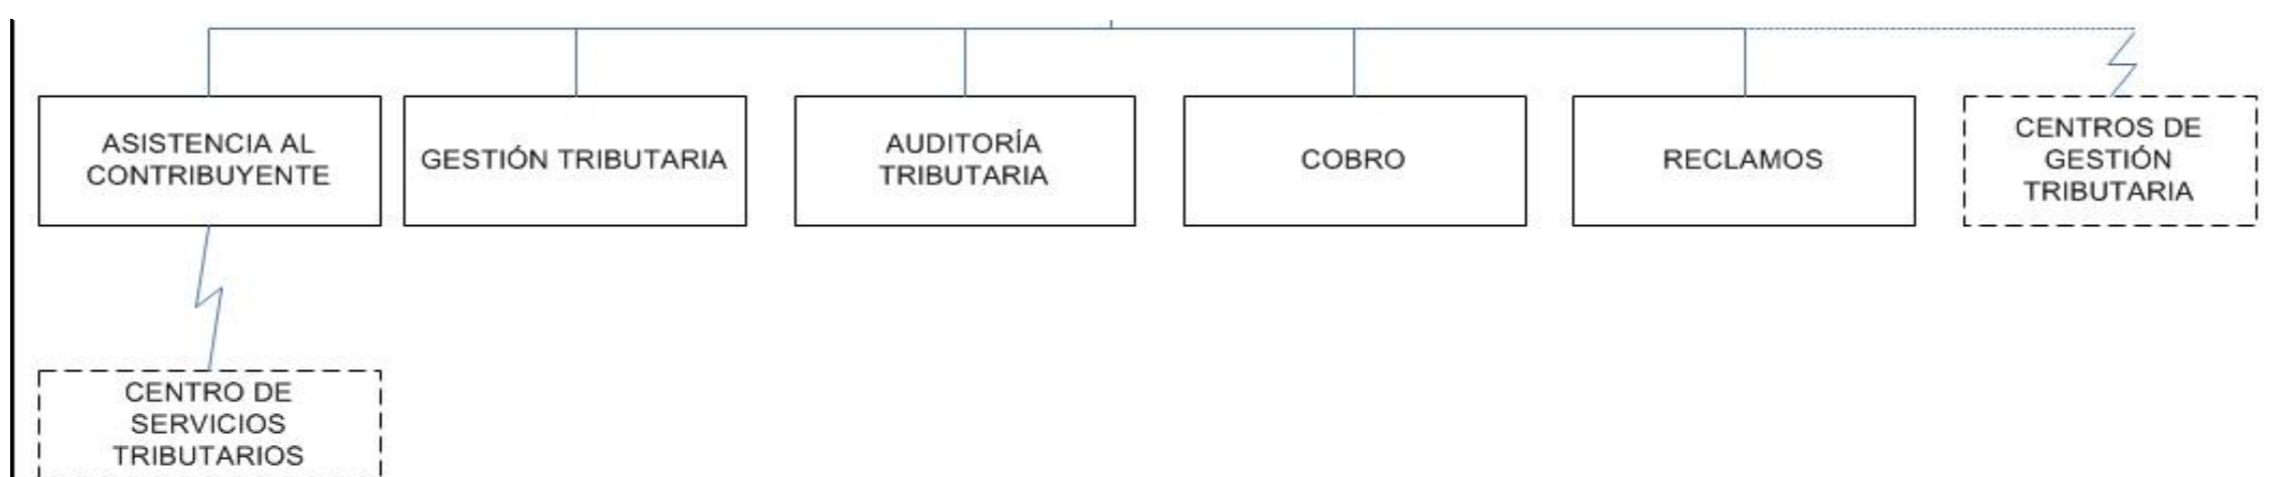 ASISTENCIA AL
CONTRIBUYENTE
GESTIÓN TRIBUTARIA
AUDITORÍA
TRIBUTARIA
COBRO
RECLAMOS
CENTROS DE
GESTIÓN
TRIBUTARIA
CENTRO DE
SERVICIOS
TRIBUTARIOS